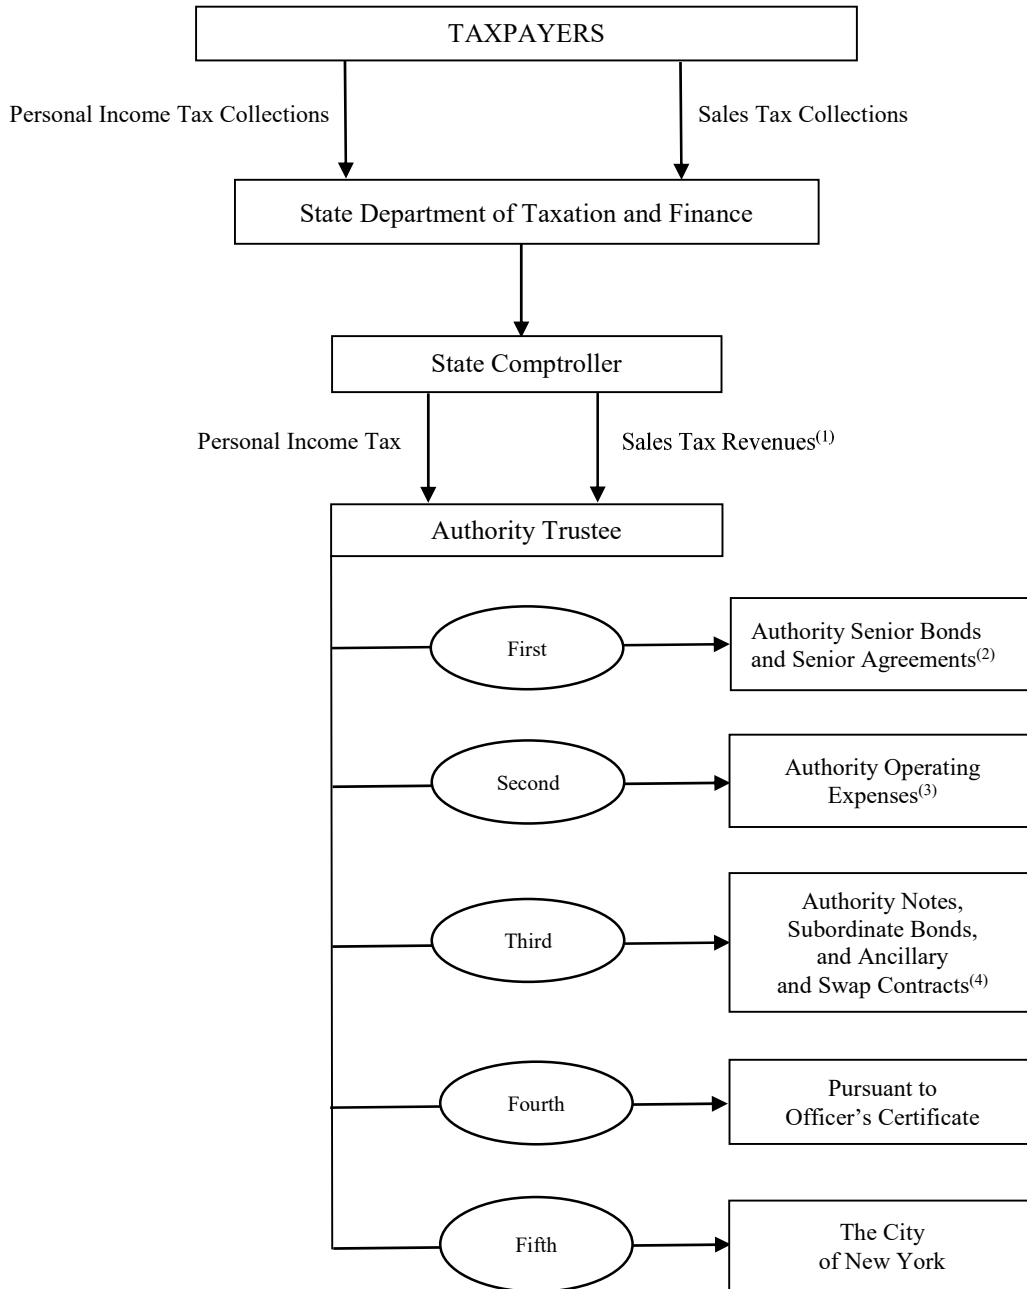 TAXPAYERS
Personal Income Tax Collections
Sales Tax Collections
State Department of Taxation and Finance
State Comptroller
Personal Income Tax
Sales Tax Revenues(1)
Authority Trustee
First
Authority Senior Bonds
and Senior Agreements(2)
Second
Authority Operating
Expenses(3)
Third
Authority Notes,
Subordinate Bonds,
and Ancillary
and Swap Contracts(4)
Fourth
Pursuant to
Officer’s Certificate
Fifth
The City
of New York